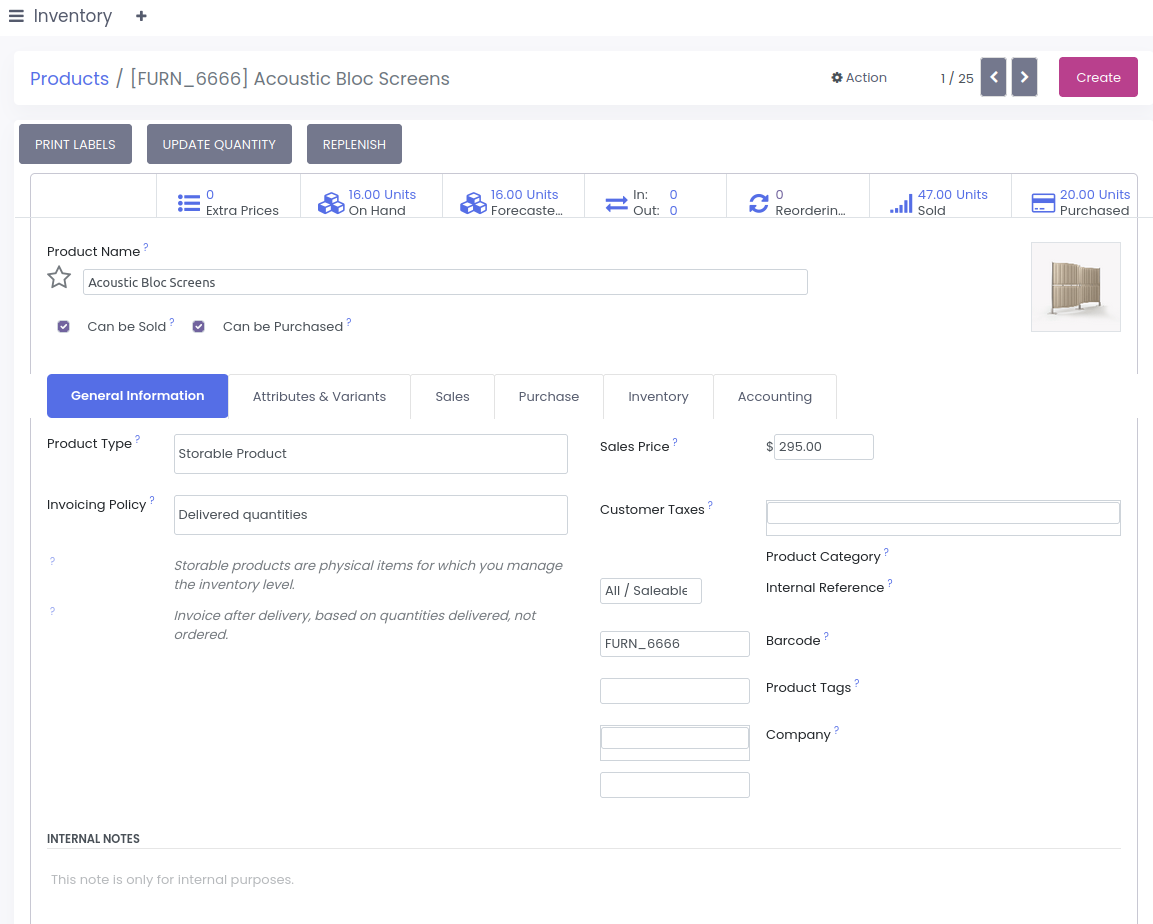 Inventory +
Products / [FURN_6666] Acoustic Bloc Screens
Action
1 / 25
Create
PRINT LABELS
UPDATE QUANTITY
REPLENISH
0
Extra Prices
16.00 Units
On Hand
16.00 Units
Forecaste...
In: 0
Out: 0
0
Reorderin...
47.00 Units
Sold
20.00 Units
Purchased
Product Name ?
Acoustic Bloc Screens
Can be Sold ?
Can be Purchased ?
General Information
Attributes & Variants
Sales
Purchase
Inventory
Accounting
Product Type ?
Storable Product
Invoicing Policy ?
Delivered quantities
?
Storable products are physical items for which you manage
the inventory level.
?
Invoice after delivery, based on quantities delivered, not
ordered.
Sales Price ?
$ 295.00
Customer Taxes ?
Product Category ?
All / Saleable
Internal Reference ?
FURN_6666
Barcode ?
Product Tags ?
Company ?
INTERNAL NOTES
This note is only for internal purposes.